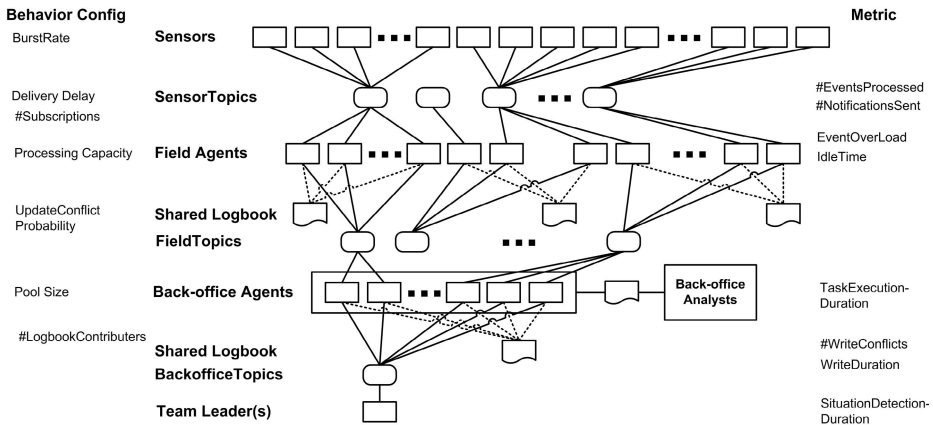 Behavior Config
Metric
BurstRate
Sensors
Delivery Delay
SensorTopics
#EventsProcessed
#Subscriptions
#NotificationsSent
Processing Capacity
Field Agents
EventOverLoad
IdleTime
UpdateConflict
Probability
Shared Logbook
FieldTopics
Pool Size
Back-office Agents
Back-office
Analysts
TaskExecution-
Duration
#LogbookContributers
Shared Logbook
BackofficeTopics
#WriteConflicts
WriteDuration
Team Leader(s)
SituationDetection-
Duration